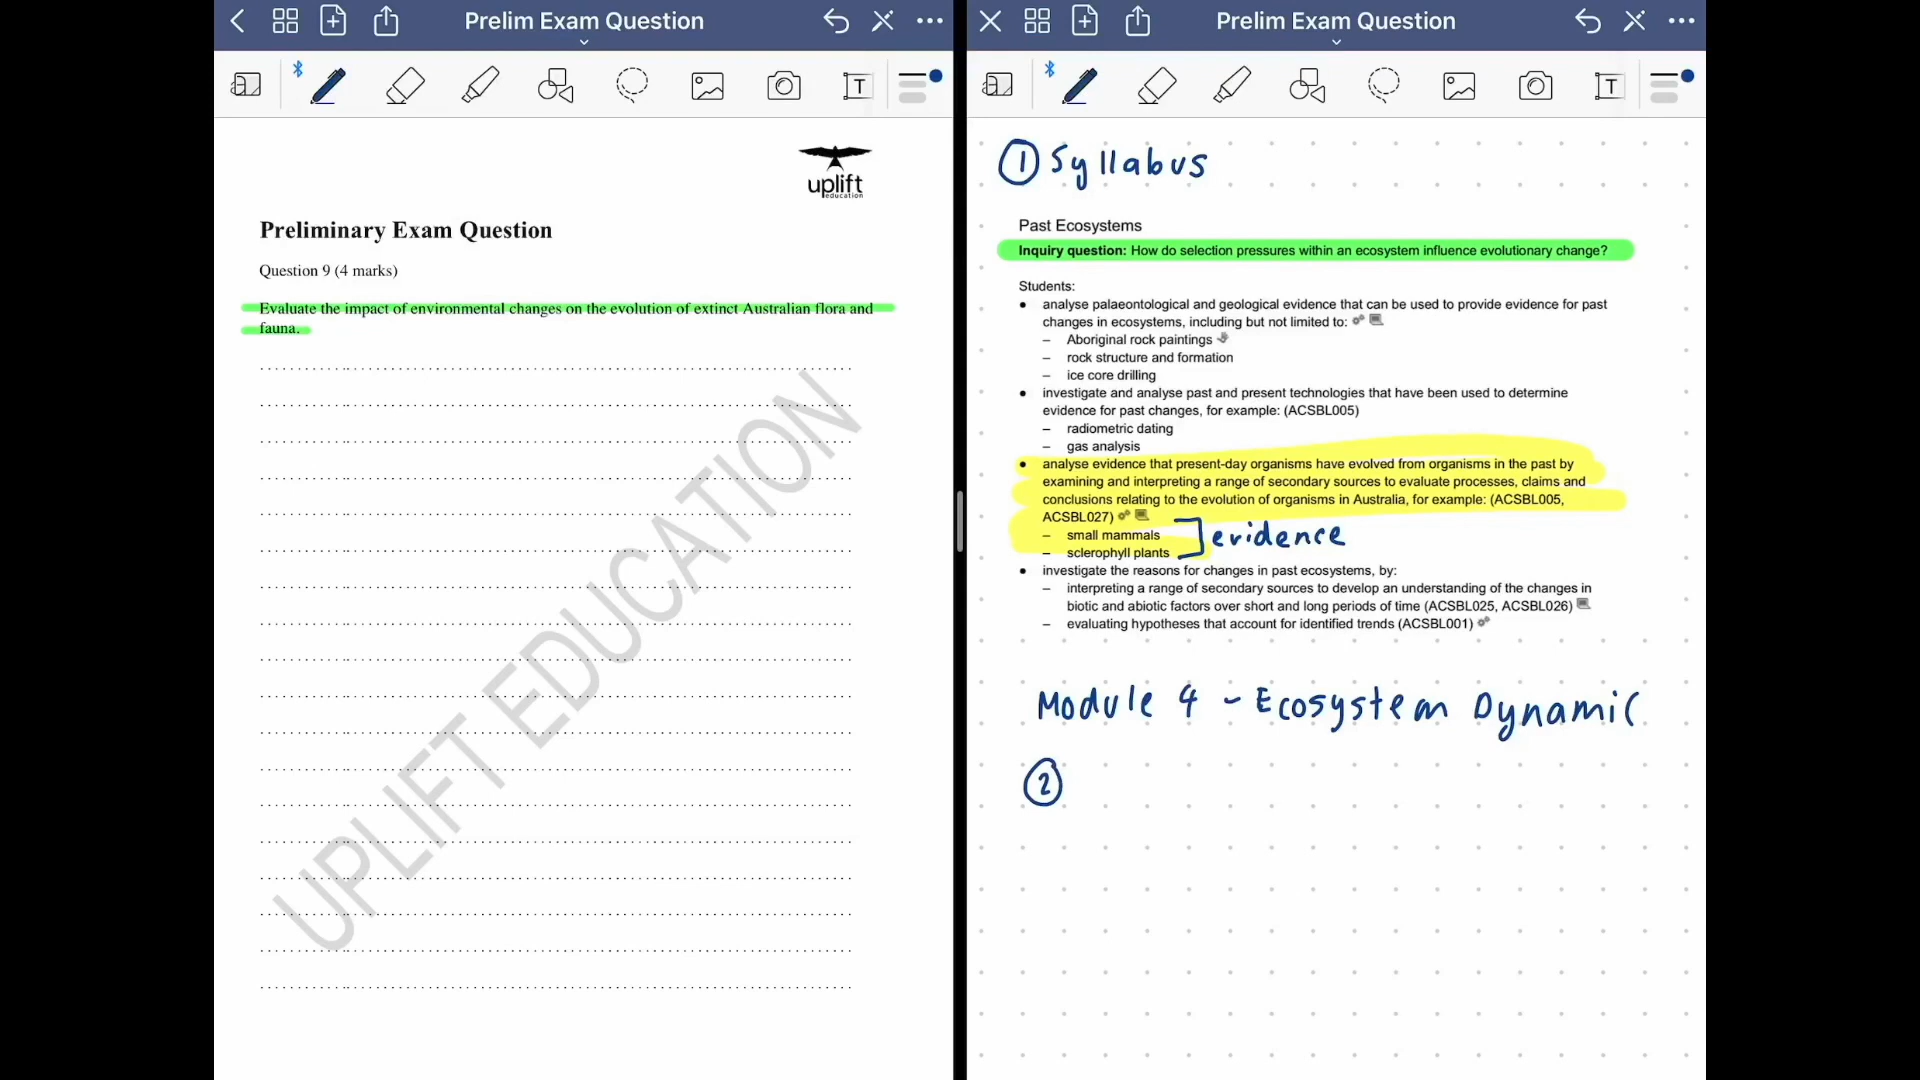 Prelim Exam Question
uplift
education
Preliminary Exam Question
Question 9 (4 marks)
Evaluate the impact of environmental changes on the evolution of extinct Australian flora and
fauna.
UPLIFT EDUCATION
Prelim Exam Question
① Syllabus
Past Ecosystems
Inquiry question: How do selection pressures within an ecosystem influence evolutionary change?
Students:
• analyse palaeontological and geological evidence that can be used to provide evidence for past
changes in ecosystems, including but not limited to:
– Aboriginal rock paintings
– rock structure and formation
– ice core drilling
• investigate and analyse past and present technologies that have been used to determine
evidence for past changes, for example: (ACSBL005)
– radiometric dating
– gas analysis
• analyse evidence that present-day organisms have evolved from organisms in the past by
examining and interpreting a range of secondary sources to evaluate processes, claims and
conclusions relating to the evolution of organisms in Australia, for example: (ACSBL005,
ACSBL027)
– small mammals
– sclerophyll plants
evidence
• investigate the reasons for changes in past ecosystems, by:
– interpreting a range of secondary sources to develop an understanding of the changes in
biotic and abiotic factors over short and long periods of time (ACSBL025, ACSBL026)
– evaluating hypotheses that account for identified trends (ACSBL001)
Module 4 - Ecosystem Dynamic
②